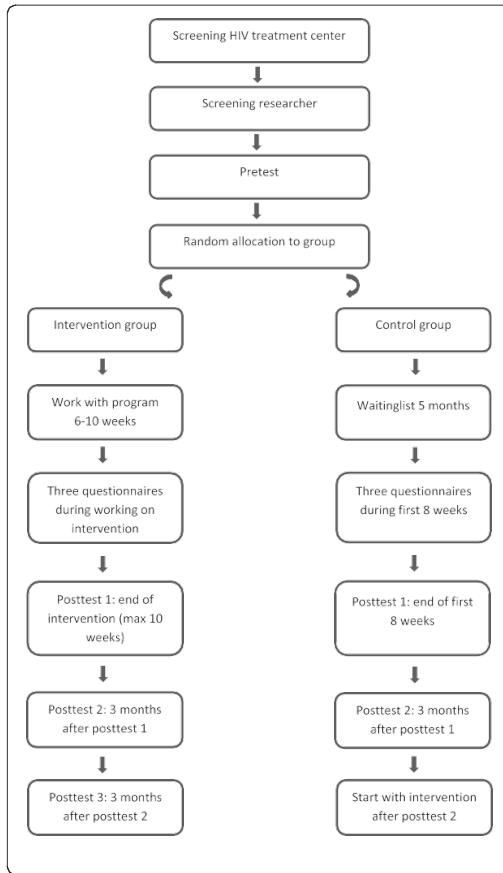 Screening HIV treatment center
Screening researcher
Pretest
Random allocation to group
Intervention group
Control group
Work with program
6-10 weeks
Waitinglist 5 months
Three questionnaires
during working on
intervention
Three questionnaires
during first 8 weeks
Posttest 1: end of
intervention (max 10
weeks)
Posttest 1: end of first
8 weeks
Posttest 2: 3 months
after posttest 1
Posttest 2: 3 months
after posttest 1
Posttest 3: 3 months
after posttest 2
Start with intervention
after posttest 2